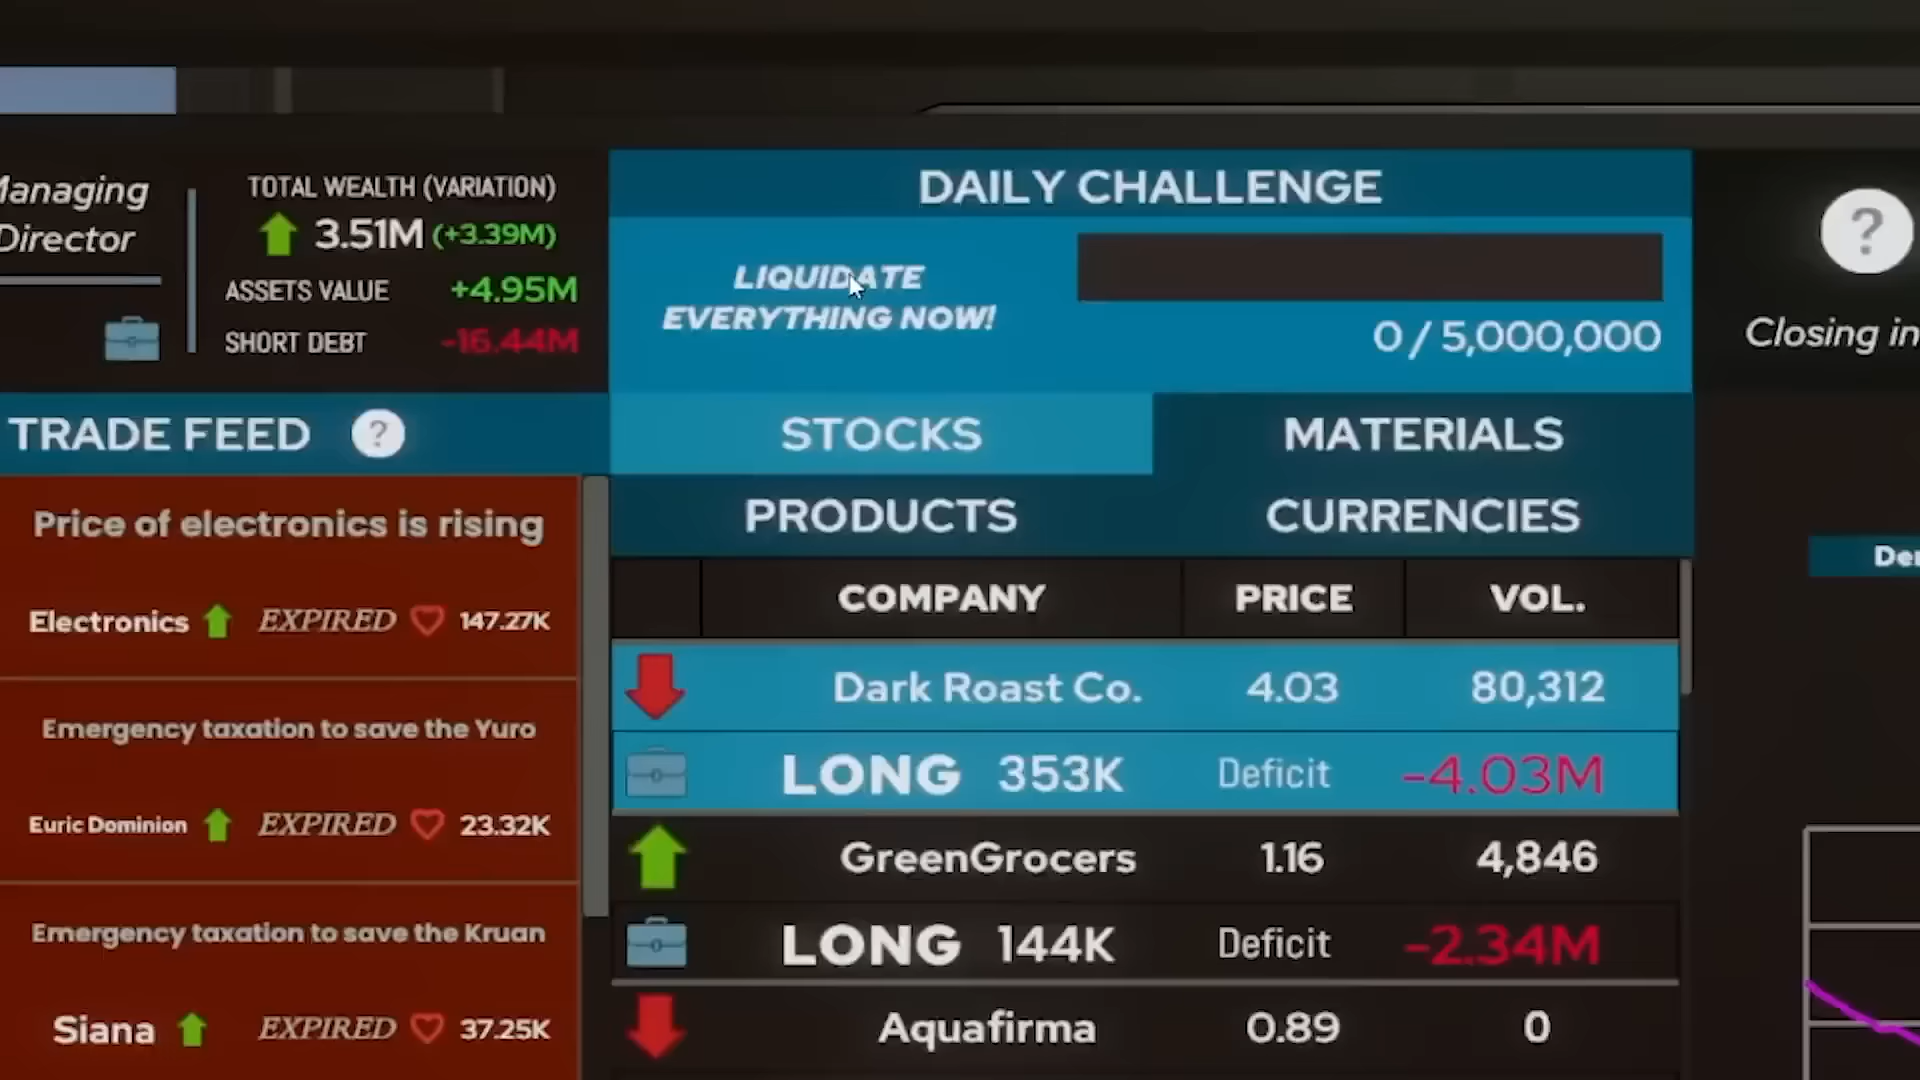 Managing
Director
TOTAL WEALTH (VARIATION)
3.51M (+3.39M)
ASSETS VALUE +4.95M
SHORT DEBT -16.44M
DAILY CHALLENGE
LIQUIDATE
EVERYTHING NOW!
0 / 5,000,000
?
Closing in
TRADE FEED ?
Price of electronics is rising
Electronics EXPIRED 147.27K
Emergency taxation to save the Yuro
Euric Dominion EXPIRED 23.32K
Emergency taxation to save the Kruan
Siana EXPIRED 37.25K
STOCKS MATERIALS
PRODUCTS CURRENCIES
COMPANY PRICE VOL.
Dark Roast Co. 4.03 80,312
LONG 353K Deficit -4.03M
GreenGrocers 1.16 4,846
LONG 144K Deficit -2.34M
Aquafirma 0.89 0